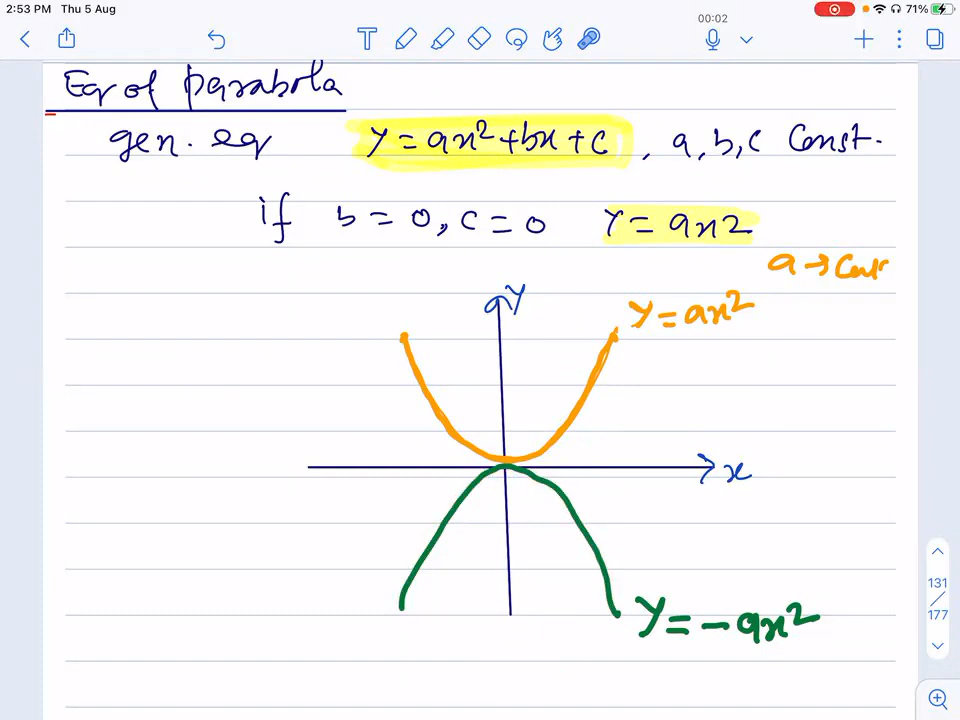 2:53 PM Thu 5 Aug
00:02
71%
Eq of parabola
gen. eq y = ax² + bx + c , a, b, c Const.
if b = 0, c = 0 y = ax2
a → Const
y
y = ax²
x
y = -ax²
131
/
177